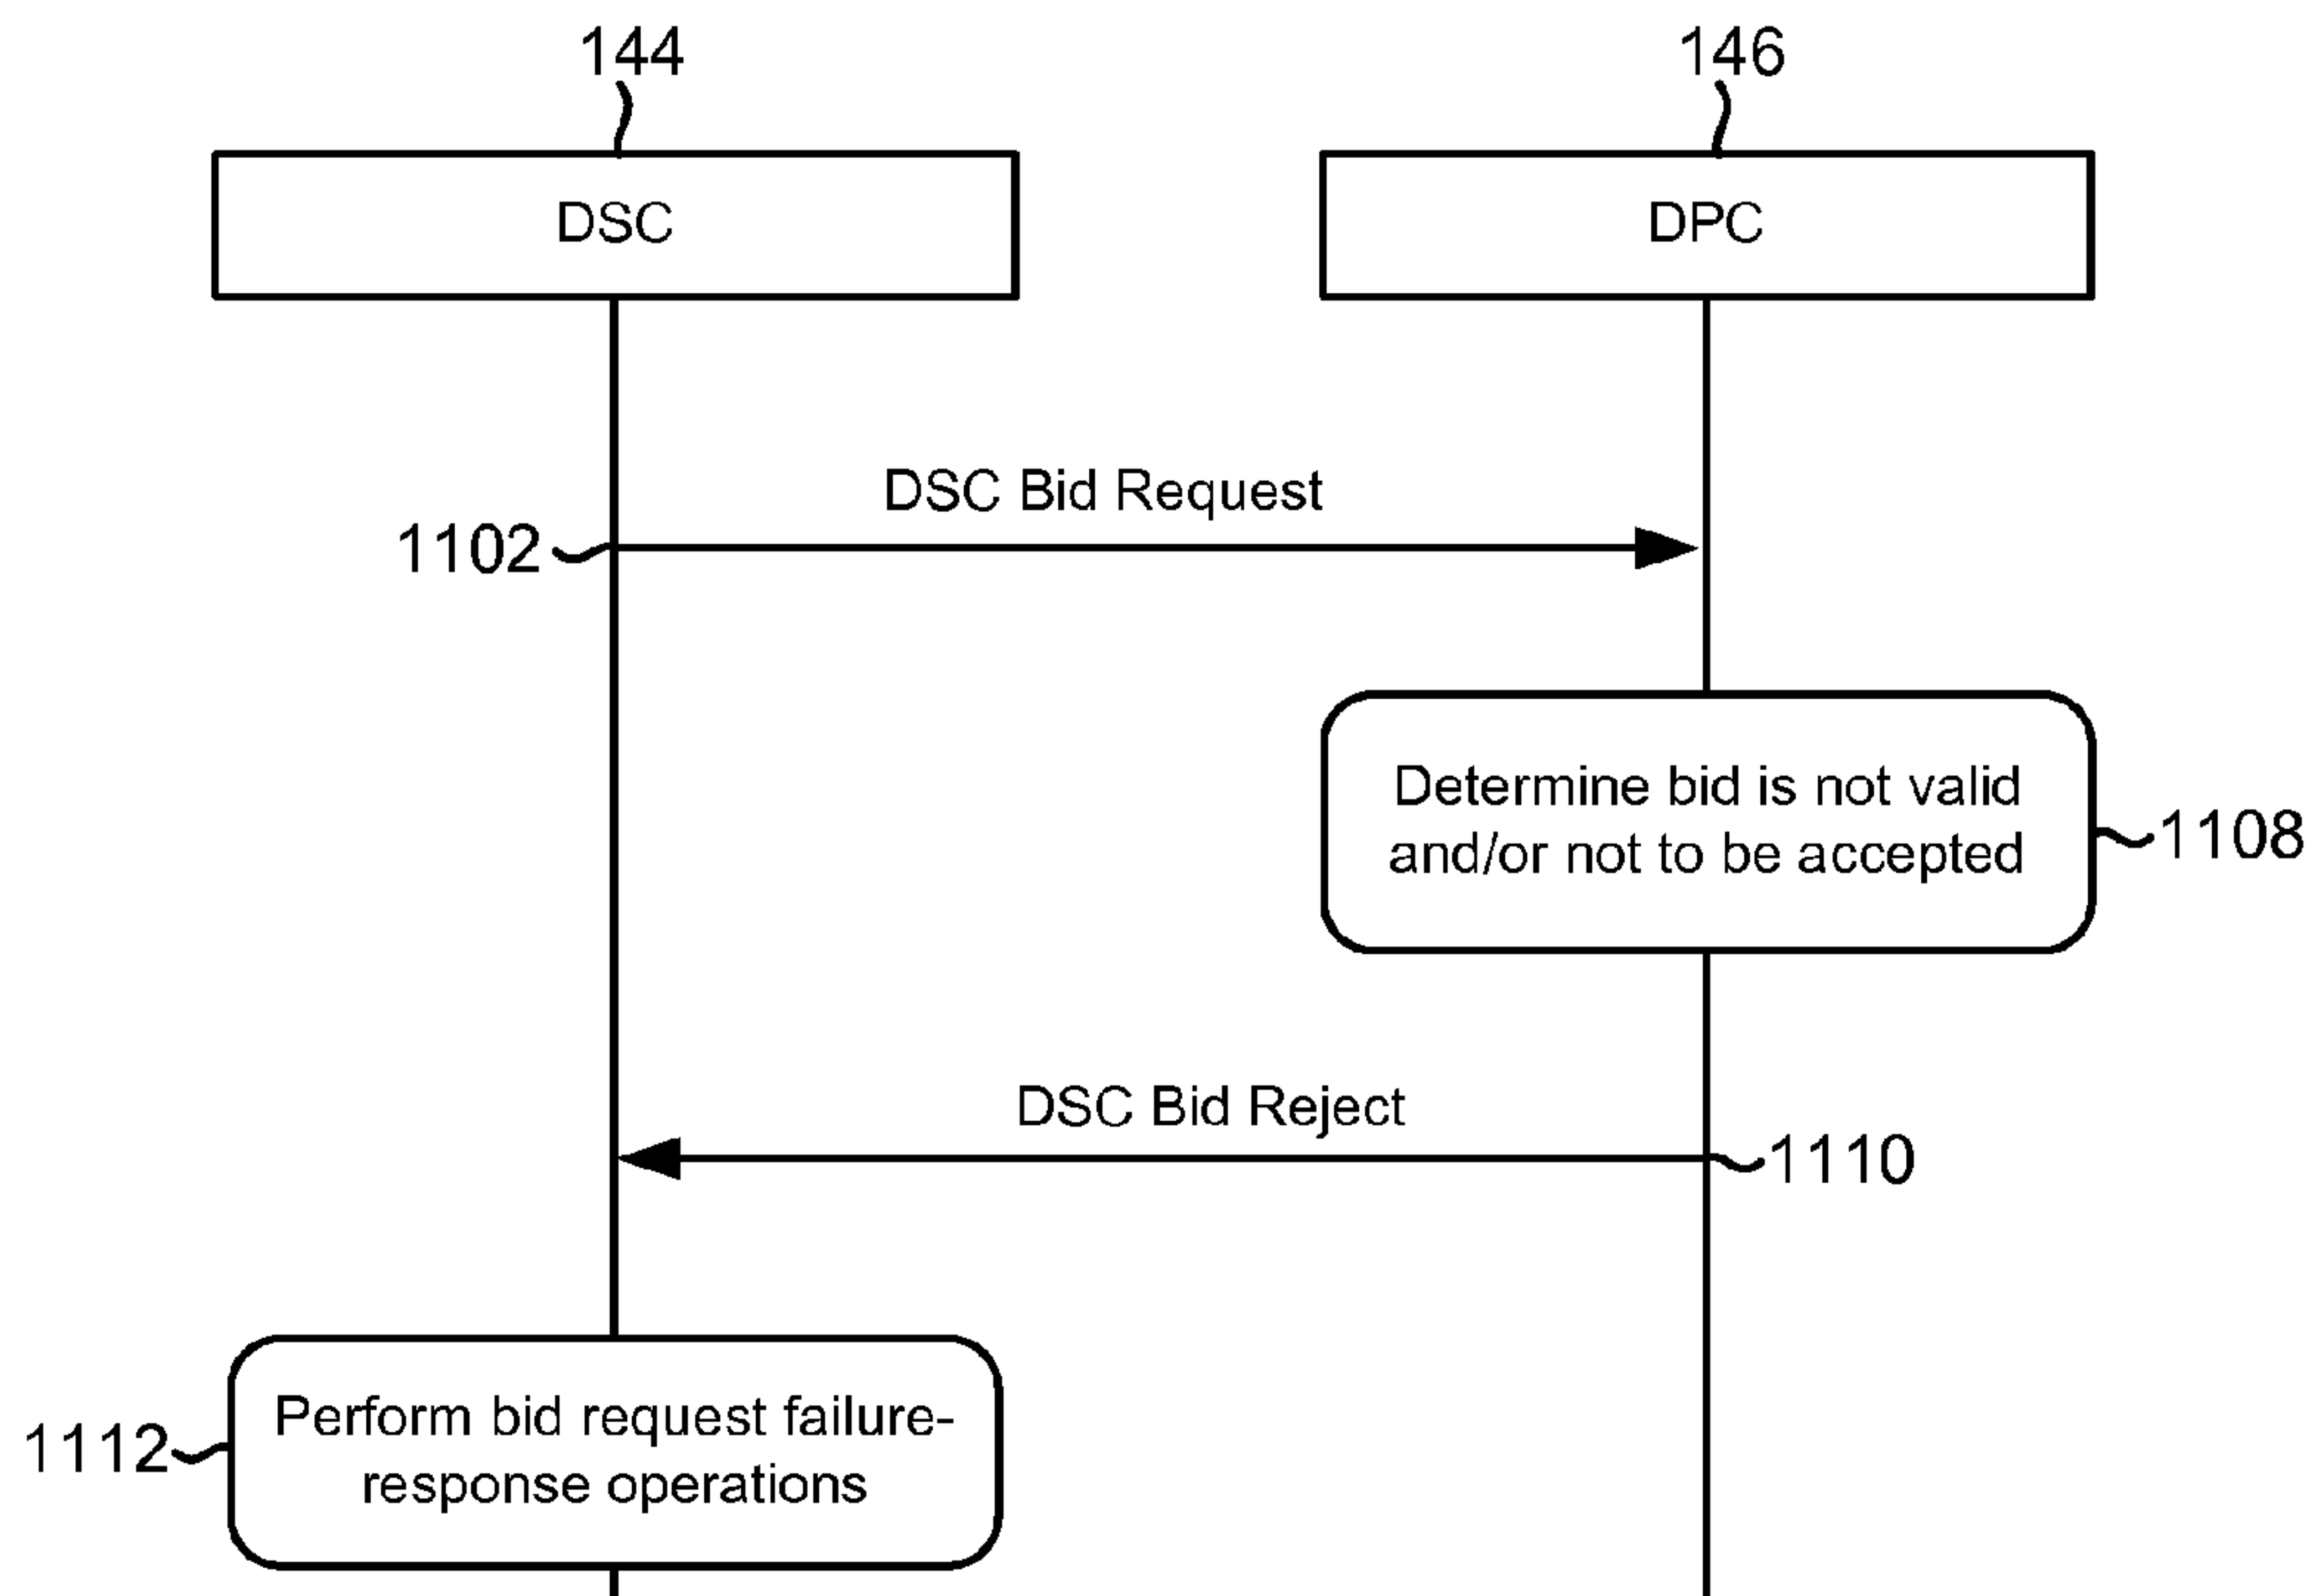 144
146
DSC
DPC
DSC Bid Request
1102
Determine bid is not valid
and/or not to be accepted
1108
DSC Bid Reject
1110
Perform bid request failure-
response operations
1112